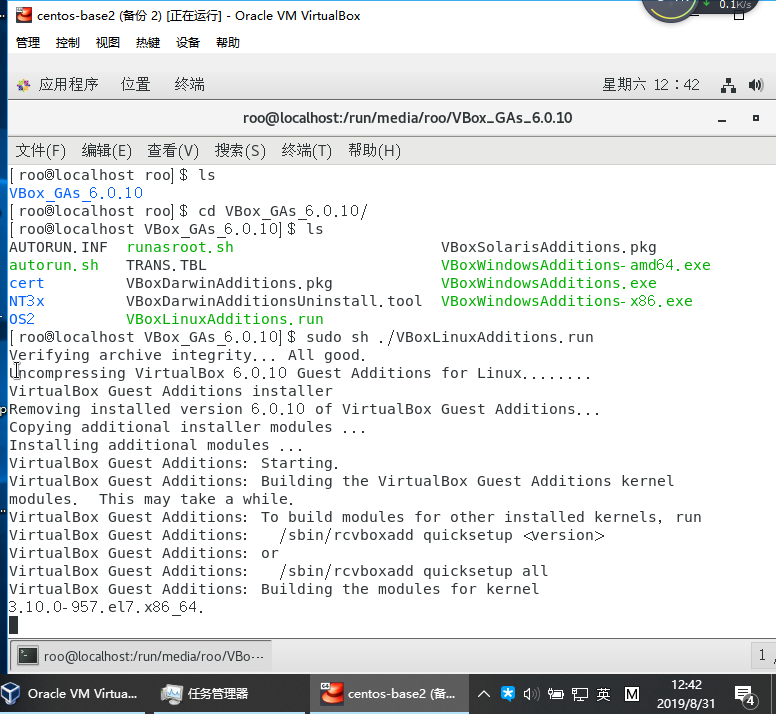 0.1K/s
centos-base2 (备份 2) [正在运行] - Oracle VM VirtualBox
管理 控制 视图 热键 设备 帮助
应用程序 位置 终端 星期六 12：42
roo@localhost:/run/media/roo/VBox_GAs_6.0.10
文件(F) 编辑(E) 查看(V) 搜索(S) 终端(T) 帮助(H)
[roo@localhost roo]$ ls
VBox_GAs_6.0.10
[roo@localhost roo]$ cd VBox_GAs_6.0.10/
[roo@localhost VBox_GAs_6.0.10]$ ls
AUTORUN.INF runasroot.sh VBoxSolarisAdditions.pkg
autorun.sh TRANS.TBL VBoxWindowsAdditions-amd64.exe
cert VBoxDarwinAdditions.pkg VBoxWindowsAdditions.exe
NT3x VBoxDarwinAdditionsUninstall.tool VBoxWindowsAdditions-x86.exe
OS2 VBoxLinuxAdditions.run
[roo@localhost VBox_GAs_6.0.10]$ sudo sh ./VBoxLinuxAdditions.run
Verifying archive integrity... All good.
Uncompressing VirtualBox 6.0.10 Guest Additions for Linux........
VirtualBox Guest Additions installer
Removing installed version 6.0.10 of VirtualBox Guest Additions...
Copying additional installer modules ...
Installing additional modules ...
VirtualBox Guest Additions: Starting.
VirtualBox Guest Additions: Building the VirtualBox Guest Additions kernel
modules. This may take a while.
VirtualBox Guest Additions: To build modules for other installed kernels, run
VirtualBox Guest Additions: /sbin/rcvboxadd quicksetup <version>
VirtualBox Guest Additions: or
VirtualBox Guest Additions: /sbin/rcvboxadd quicksetup all
VirtualBox Guest Additions: Building the modules for kernel
3.10.0-957.el7.x86_64.
roo@localhost:/run/media/roo/VBo··· 1
Oracle VM Virtua... 任务管理器 centos-base2 (备... 英 M 12:42
2019/8/31 4